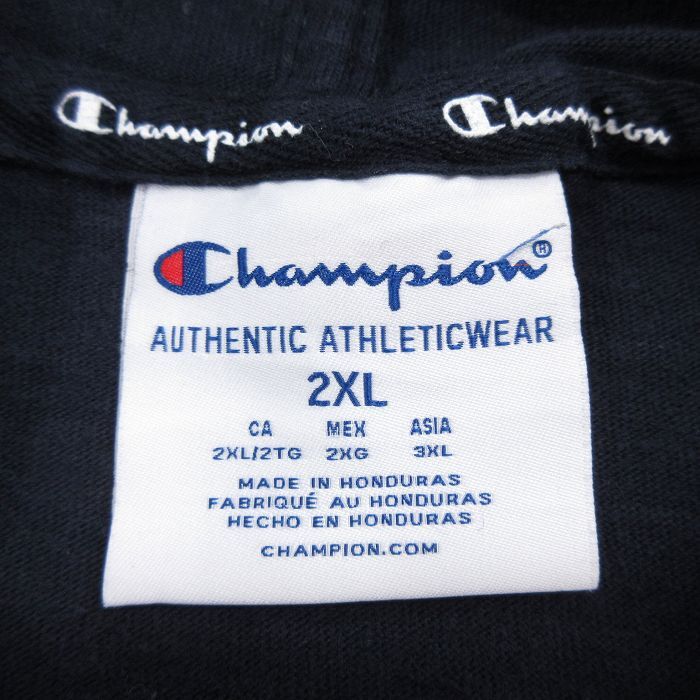 Champion Champion
Champion®
AUTHENTIC ATHLETICWEAR
2XL
CA MEX ASIA
2XL/2TG 2XG 3XL
MADE IN HONDURAS
FABRIQUÉ AU HONDURAS
HECHO EN HONDURAS
CHAMPION.COM